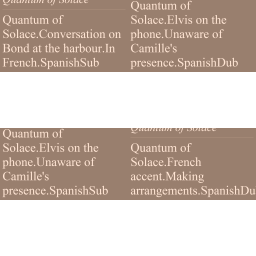 Quantum of Solace
Quantum of
Solace.Conversation on
Bond at the harbour.In
French.SpanishSub
Quantum of
Solace.Elvis on the
phone.Unaware of
Camille's
presence.SpanishDub
Quantum of
Solace.Elvis on the
phone.Unaware of
Camille's
presence.SpanishSub
Quantum of Solace
Quantum of
Solace.French
accent.Making
arrangements.SpanishDu